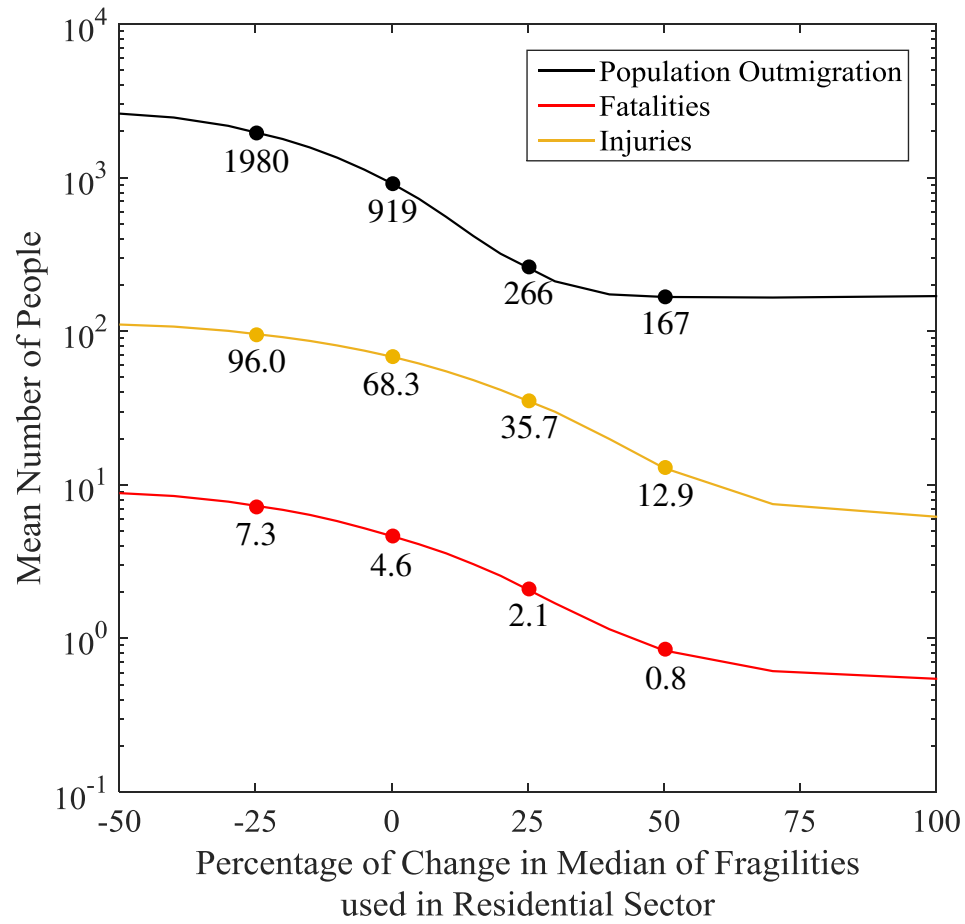 10^4
Population Outmigration
Fatalities
Injuries
1980
10^3
919
266
167
10^2
96.0
68.3
35.7
12.9
10^1
7.3
4.6
2.1
0.8
10^0
10^-1
-50 -25 0 25 50 75 100
Mean Number of People
Percentage of Change in Median of Fragilities
used in Residential Sector